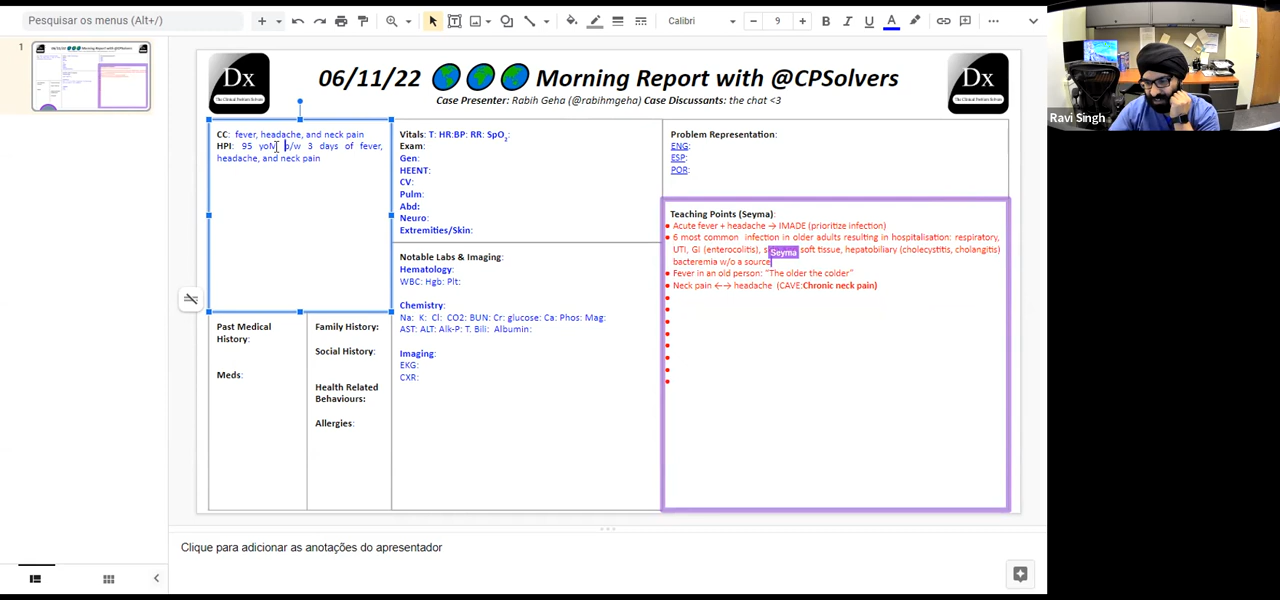 Pesquisar os menus (Alt+/)
Calibri
9
1
Dx
The Clinical Problem Solvers
06/11/22 Morning Report with @CPSolvers
Case Presenter: Rabih Geha (@rabihmgeha) Case Discussants: the chat <3
Dx
The Clinical Problem Solvers
CC: fever, headache, and neck pain
HPI: 95 yoM p/w 3 days of fever,
headache, and neck pain
Past Medical
History:
Meds:
Family History:
Social History:
Health Related
Behaviours:
Allergies:
Vitals: T: HR:BP: RR: SpO2:
Exam:
Gen:
HEENT:
CV:
Pulm:
Abd:
Neuro:
Extremities/Skin:
Notable Labs & Imaging:
Hematology:
WBC: Hgb: Plt:
Chemistry:
Na: K: Cl: CO2: BUN: Cr: glucose: Ca: Phos: Mag:
AST: ALT: Alk-P: T. Bili: Albumin:
Imaging:
EKG:
CXR:
Problem Representation:
ENG:
ESP:
POR:
Teaching Points (Seyma):
Acute fever + headache → IMADE (prioritize infection)
6 most common infection in older adults resulting in hospitalisation: respiratory,
UTI, GI (enterocolitis), soft tissue, hepatobiliary (cholecystitis, cholangitis)
Seyma
bacteremia w/o a source
Fever in an old person: "The older the colder"
Neck pain ←→ headache (CAVE:Chronic neck pain)
Clique para adicionar as anotações do apresentador
Ravi Singh